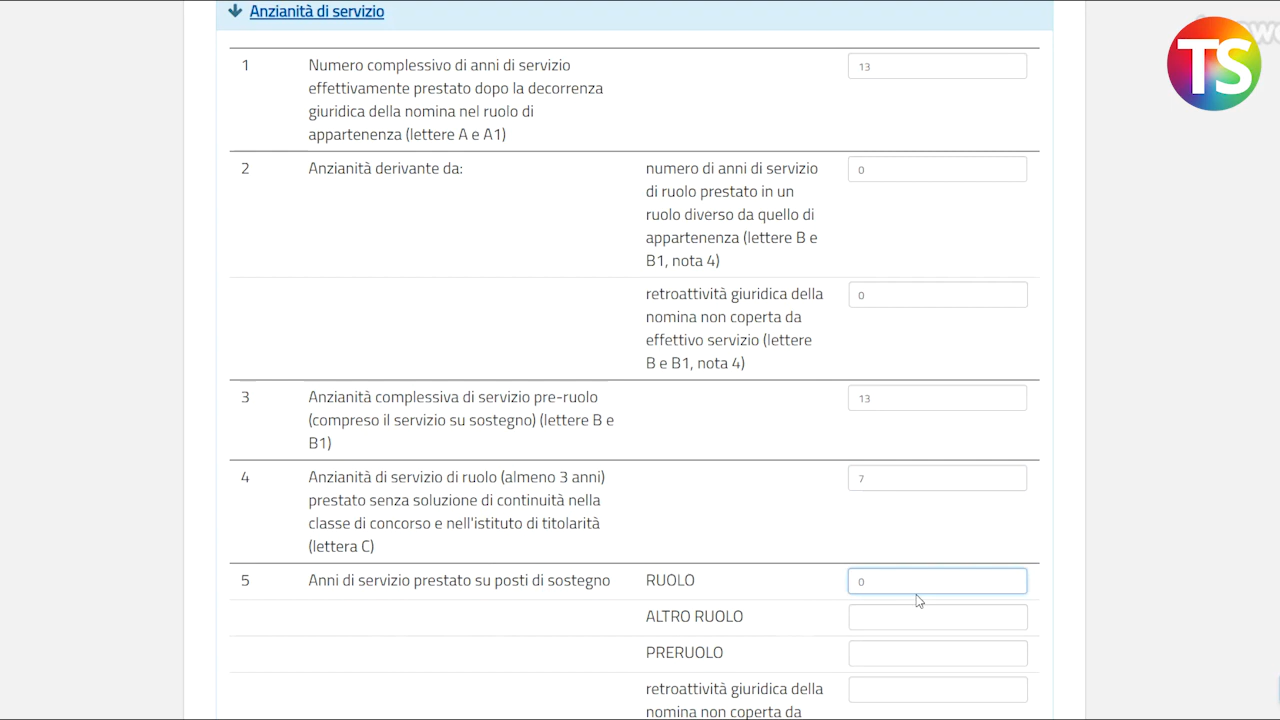 Anzianità di servizio
TS
1
Numero complessivo di anni di servizio
effettivamente prestato dopo la decorrenza
giuridica della nomina nel ruolo di
appartenenza (lettere A e A1)
13
2
Anzianità derivante da:
numero di anni di servizio
di ruolo prestato in un
ruolo diverso da quello di
appartenenza (lettere B e
B1, nota 4)
0
retroattività giuridica della
nomina non coperta da
effettivo servizio (lettere
B e B1, nota 4)
0
3
Anzianità complessiva di servizio pre-ruolo
(compreso il servizio su sostegno) (lettere B e
B1)
13
4
Anzianità di servizio di ruolo (almeno 3 anni)
prestato senza soluzione di continuità nella
classe di concorso e nell'istituto di titolarità
(lettera C)
7
5
Anni di servizio prestato su posti di sostegno
RUOLO
0
ALTRO RUOLO
PRERUOLO
retroattività giuridica della
nomina non coperta da